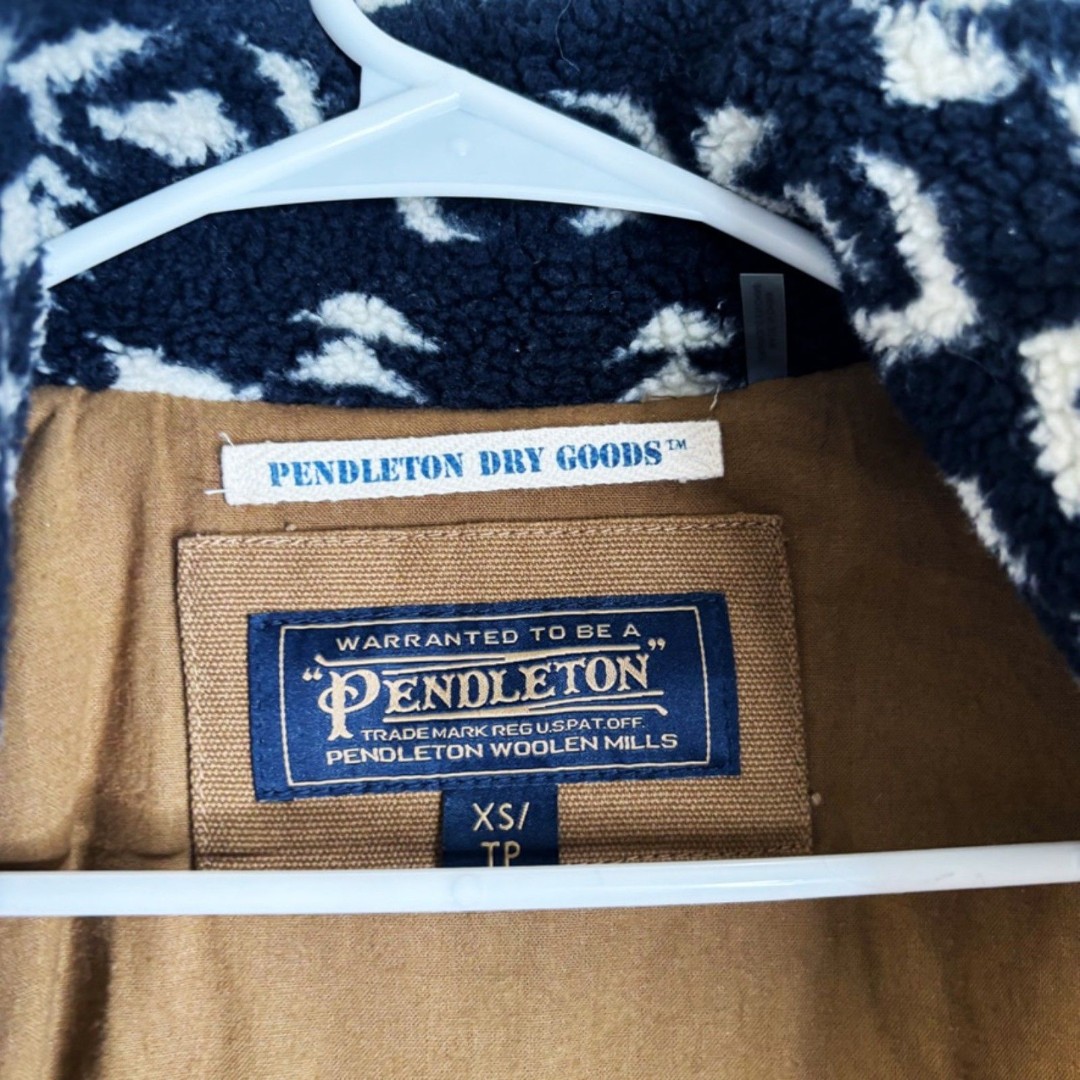 PENDLETON DRY GOODS™
WARRANTED TO BE A
"PENDLETON"
TRADE MARK REG U.S.PAT.OFF.
PENDLETON WOOLEN MILLS
XS/
TP